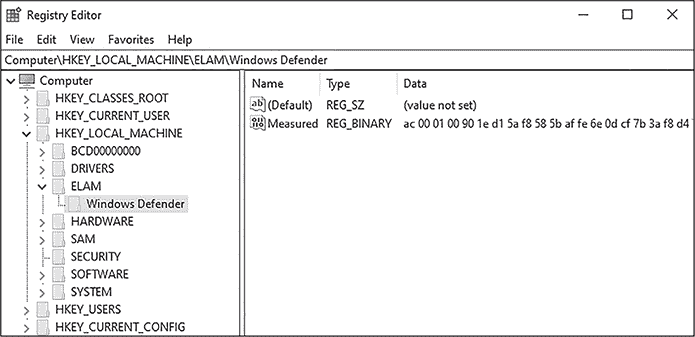 Registry Editor
File Edit View Favorites Help
Computer\HKEY_LOCAL_MACHINE\ELAM\Windows Defender
Computer
HKEY_CLASSES_ROOT
HKEY_CURRENT_USER
HKEY_LOCAL_MACHINE
BCD00000000
DRIVERS
ELAM
Windows Defender
HARDWARE
SAM
SECURITY
SOFTWARE
SYSTEM
HKEY_USERS
HKEY_CURRENT_CONFIG
Name Type Data
(Default) REG_SZ (value not set)
Measured REG_BINARY ac 00 01 00 90 1e d1 5a f8 58 5b af fe 6e 0d cf 7b 3a f8 d4